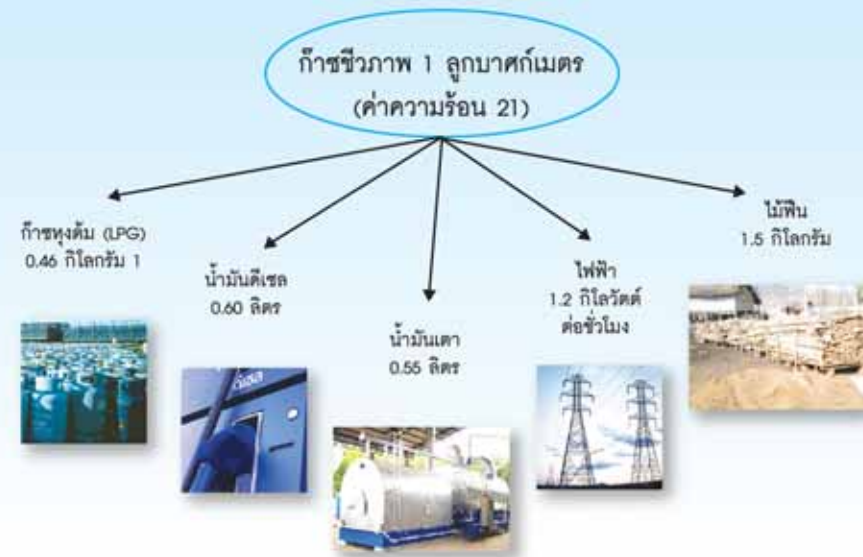 ก๊าซชีวภาพ 1 ลูกบาศก์เมตร
(ค่าความร้อน 21)
ก๊าซหุงต้ม (LPG)
0.46 กิโลกรัม 1
น้ำมันดีเซล
0.60 ลิตร
น้ำมันเตา
0.55 ลิตร
ไฟฟ้า
1.2 กิโลวัตต์
ต่อชั่วโมง
ไม้ฟืน
1.5 กิโลกรัม